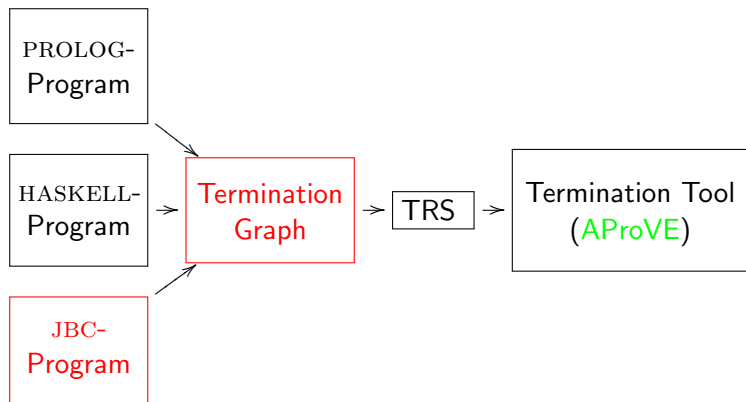 PROLOG-
Program
HASKELL-
Program
JBC-
Program
Termination
Graph
TRS
Termination Tool
(AProVE)